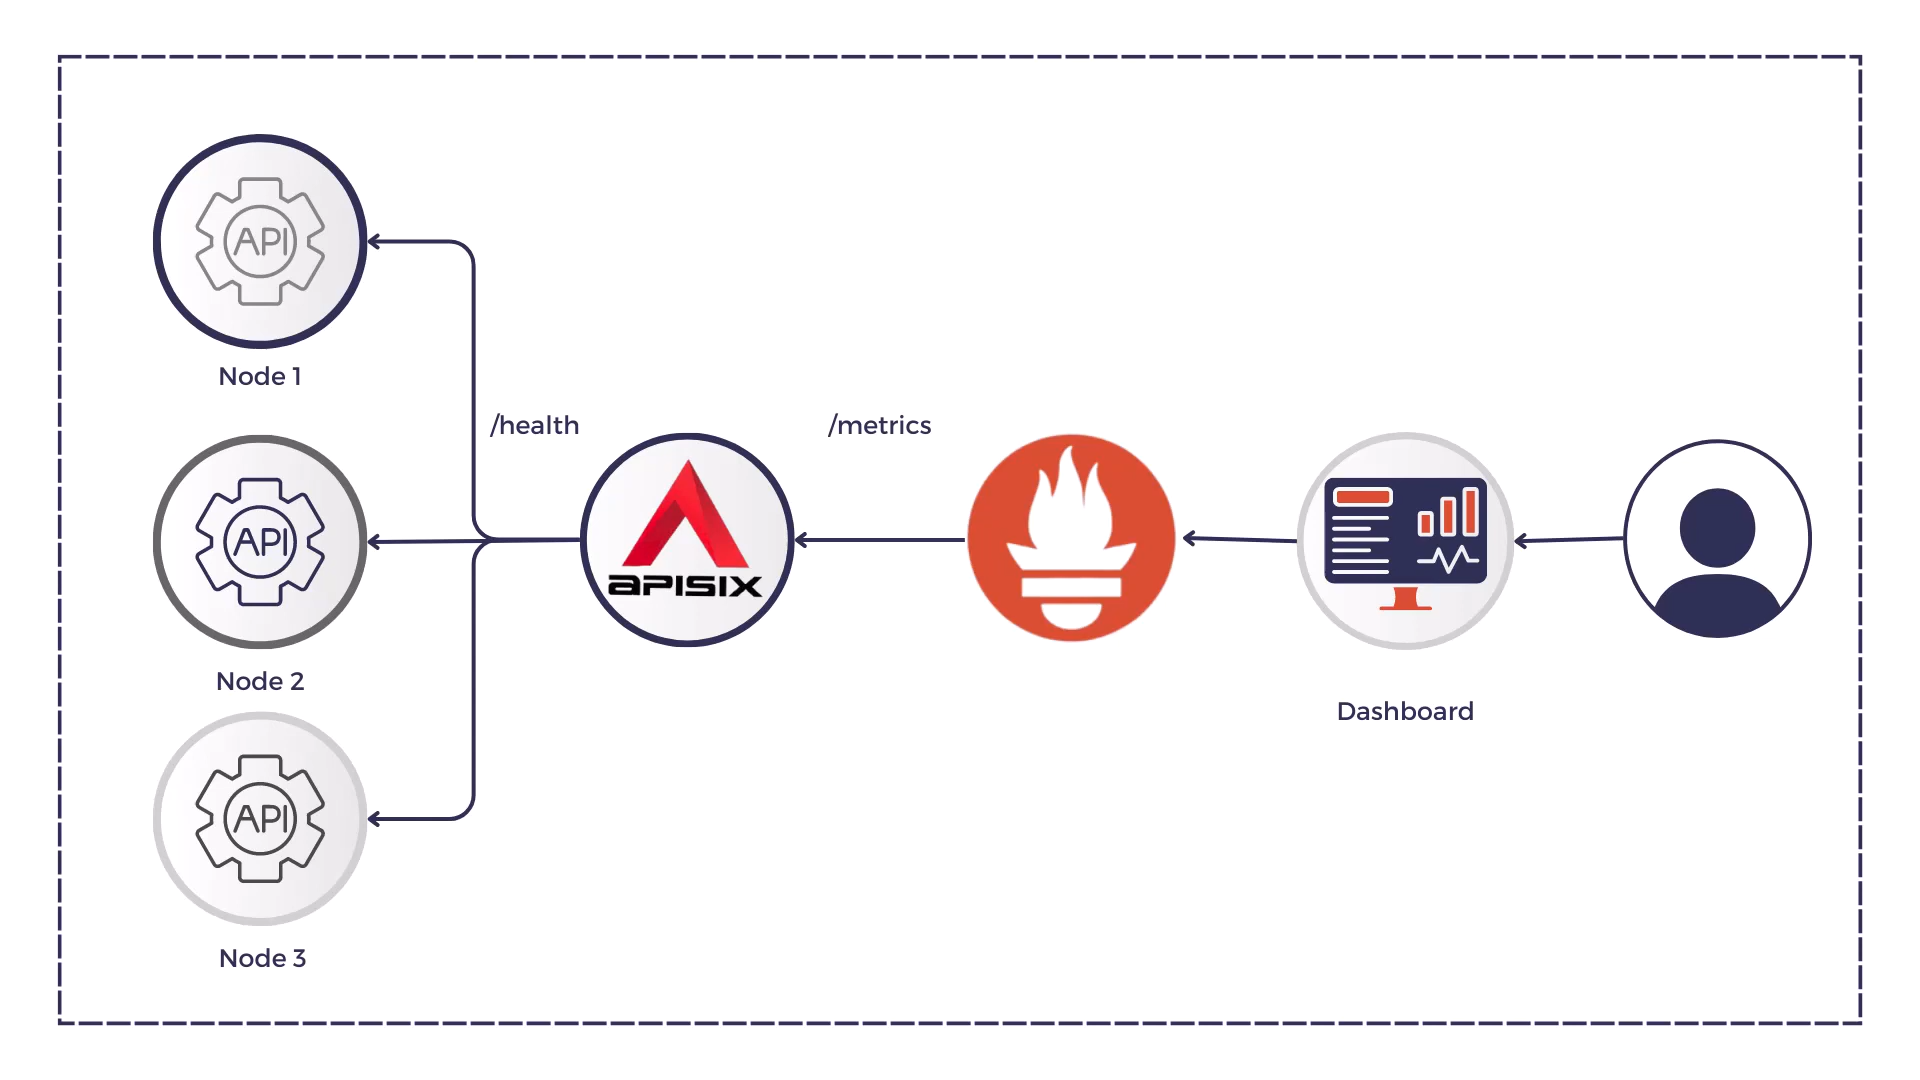 API
Node 1
/health
/metrics
API
APISIX
Node 2
Dashboard
API
Node 3